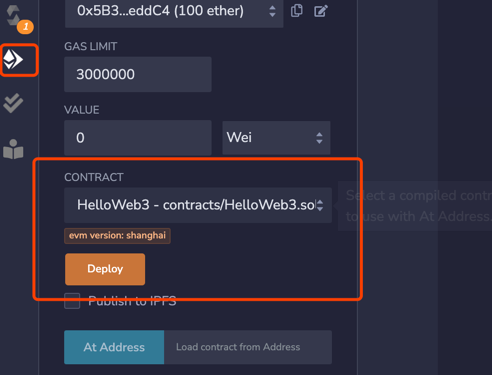 0x5B3...eddC4 (100 ether)
1
GAS LIMIT
3000000
VALUE
0 Wei
CONTRACT
HelloWeb3 - contracts/HelloWeb3.so
Select a compiled contr
to use with At Address.
evm version: shanghai
Deploy
Publish to IPFS
At Address Load contract from Address